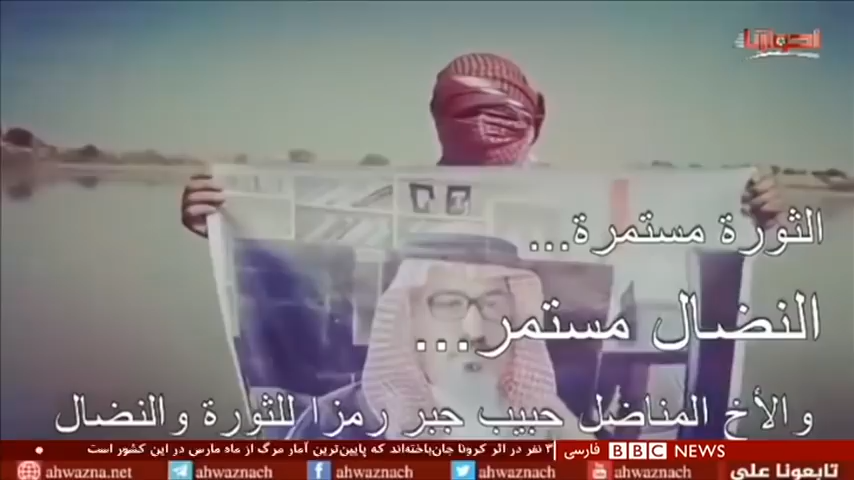 أحوازنا
الثورة مستمرة...
النضال مستمر...
والأخ المناضل حبيب جبر رمزا للثورة والنضال
۳ نفر در اثر کرونا جان‌باخته‌اند که پایین‌ترین آمار مرگ از ماه مارس در این کشور است
BBC NEWS فارسی
ahwazna.net ahwaznach ahwaznach ahwaznach ahwaznach تابعونا على